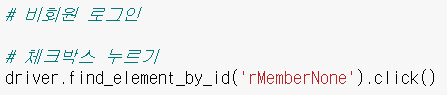 # 비회원 로그인
# 체크박스 누르기
driver.find_element_by_id('rMemberNone').click()